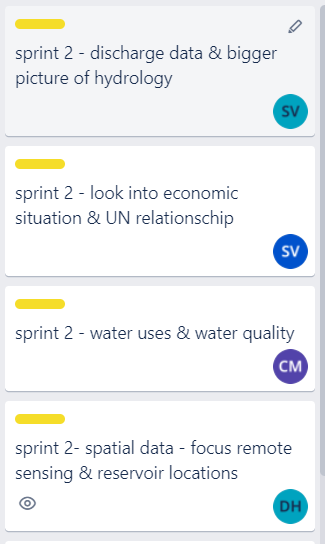 sprint 2 - discharge data & bigger
picture of hydrology
SV
sprint 2 - look into economic
situation & UN relationschip
SV
sprint 2 - water uses & water quality
CM
sprint 2- spatial data - focus remote
sensing & reservoir locations
DH